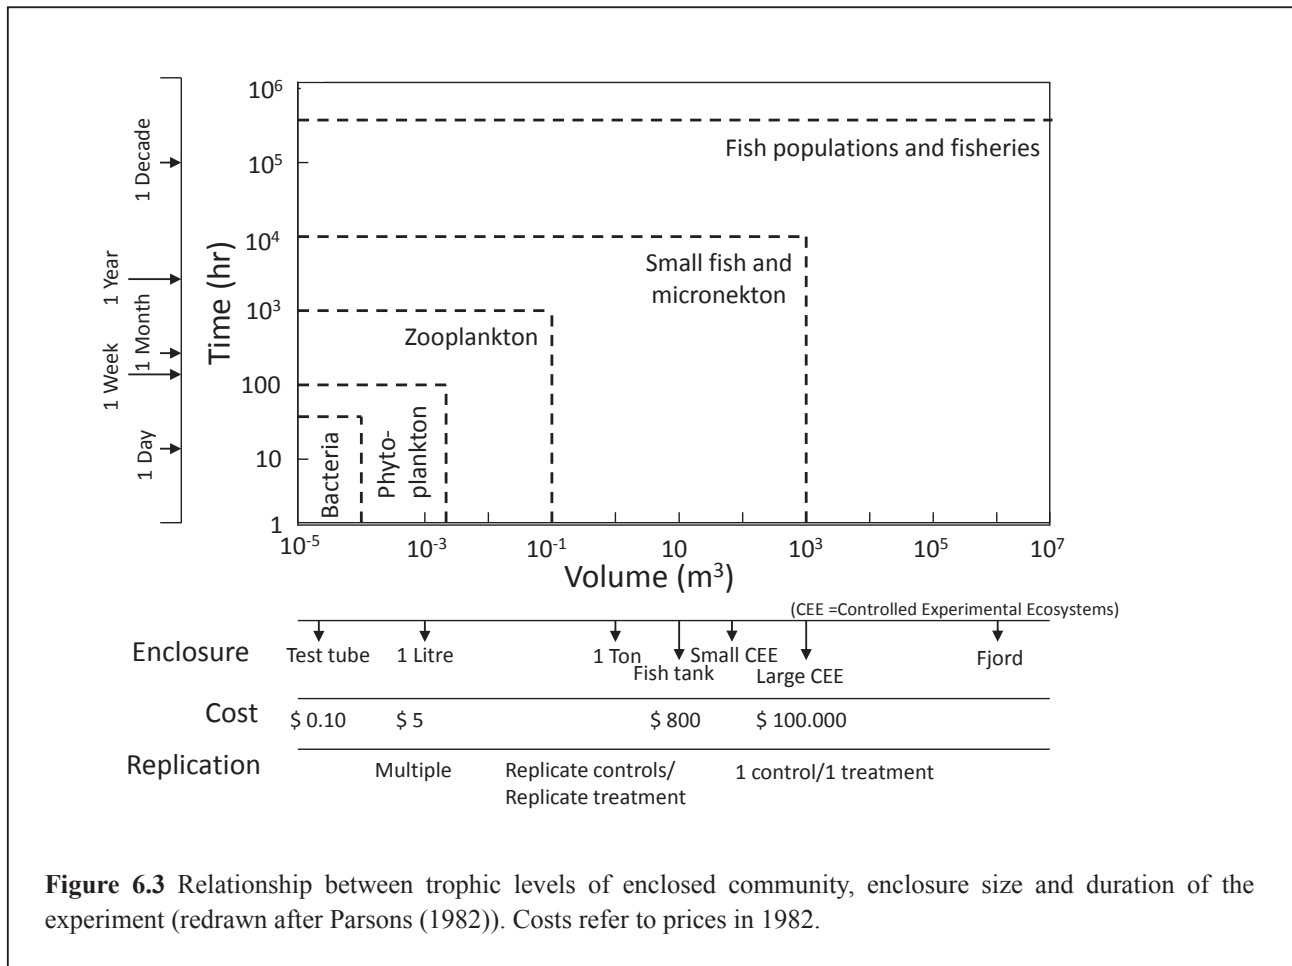 10⁶
Fish populations and fisheries
1 Decade
10⁵
10⁴
Small fish and
micronekton
1 Year
Time (hr)
10³
Zooplankton
1 Month
1 Week
100
Phyto-
plankton
Bacteria
1 Day
10
1
10⁻⁵
10⁻³
10⁻¹
10
10³
10⁵
10⁷
Volume (m³)
(CEE =Controlled Experimental Ecosystems)
Enclosure
Test tube
1 Litre
1 Ton
Fish tank
Small CEE
Large CEE
Fjord
Cost
$ 0.10
$ 5
$ 800
$ 100.000
Replication
Multiple
Replicate controls/
Replicate treatment
1 control/1 treatment
Figure 6.3 Relationship between trophic levels of enclosed community, enclosure size and duration of the
experiment (redrawn after Parsons (1982)). Costs refer to prices in 1982.